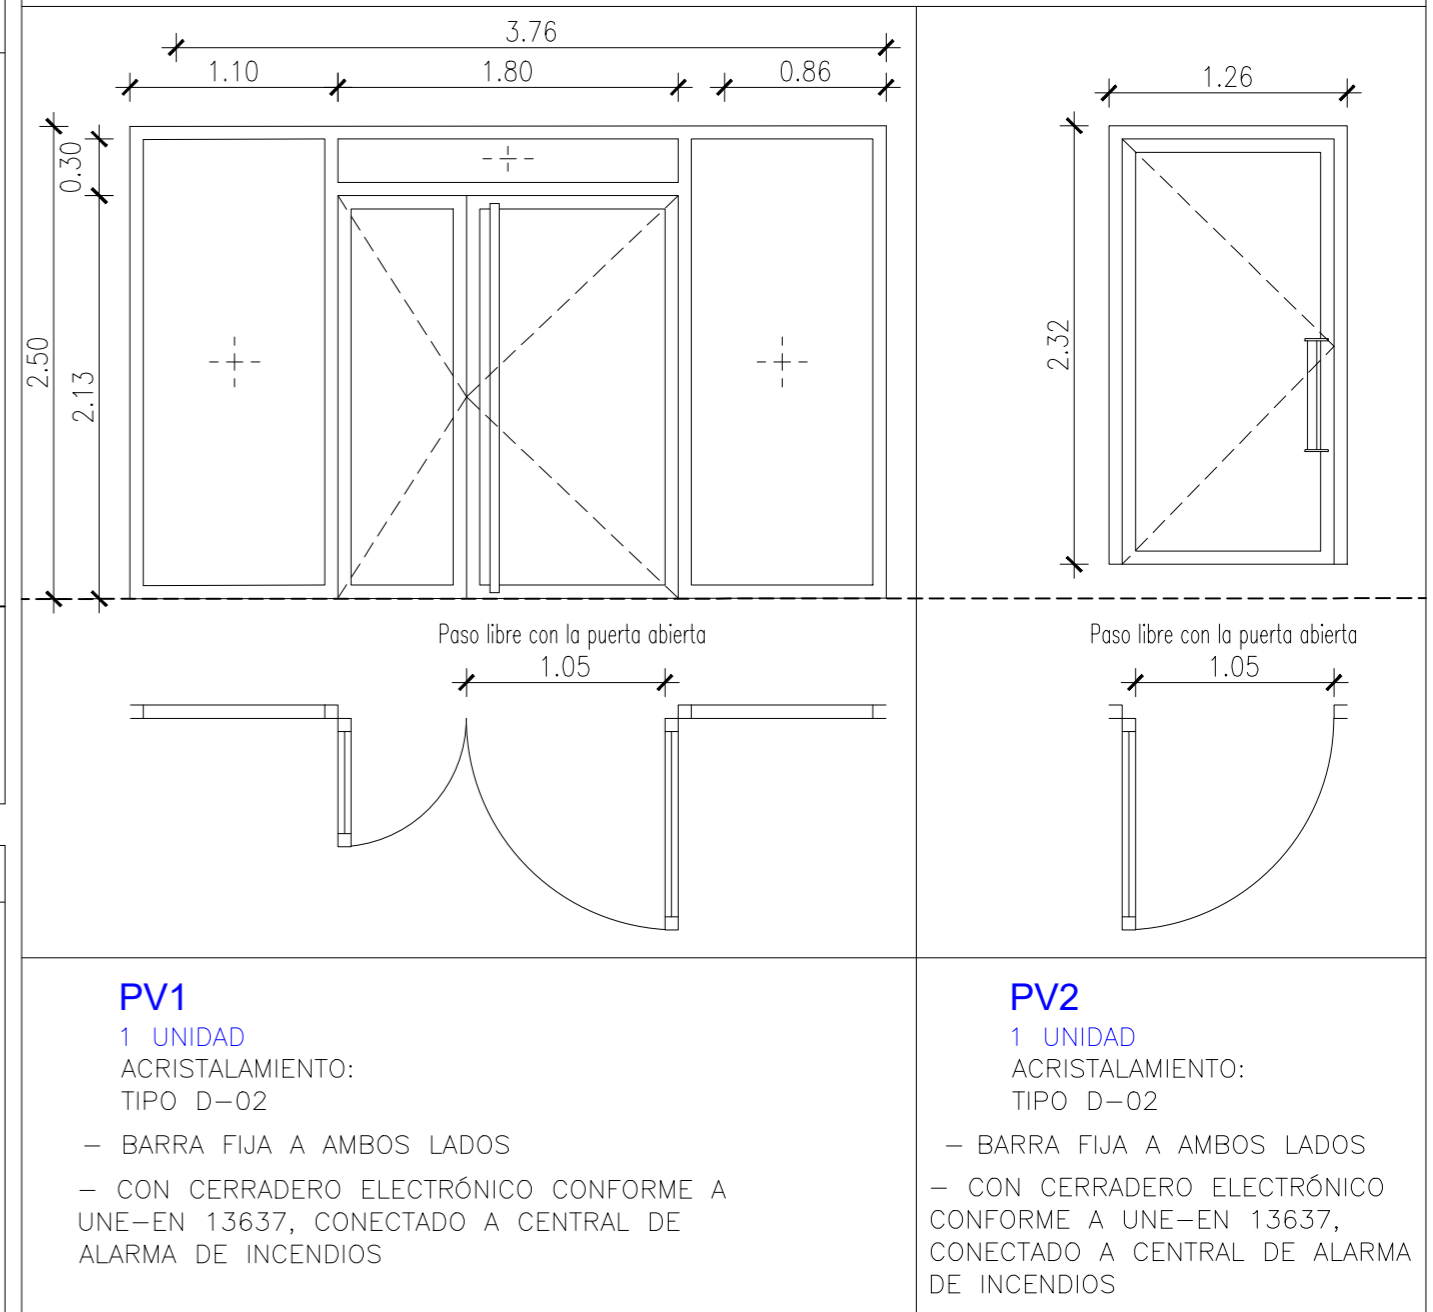 3.76
1.10
1.80
0.86
0.30
2.50
2.13
1.26
2.32
Paso libre con la puerta abierta
1.05
Paso libre con la puerta abierta
1.05
PV1
1 UNIDAD
ACRISTALAMIENTO:
TIPO D-02
- BARRA FIJA A AMBOS LADOS
- CON CERRADERO ELECTRÓNICO CONFORME A
UNE-EN 13637, CONECTADO A CENTRAL DE
ALARMA DE INCENDIOS
PV2
1 UNIDAD
ACRISTALAMIENTO:
TIPO D-02
- BARRA FIJA A AMBOS LADOS
- CON CERRADERO ELECTRÓNICO
CONFORME A UNE-EN 13637,
CONECTADO A CENTRAL DE ALARMA
DE INCENDIOS